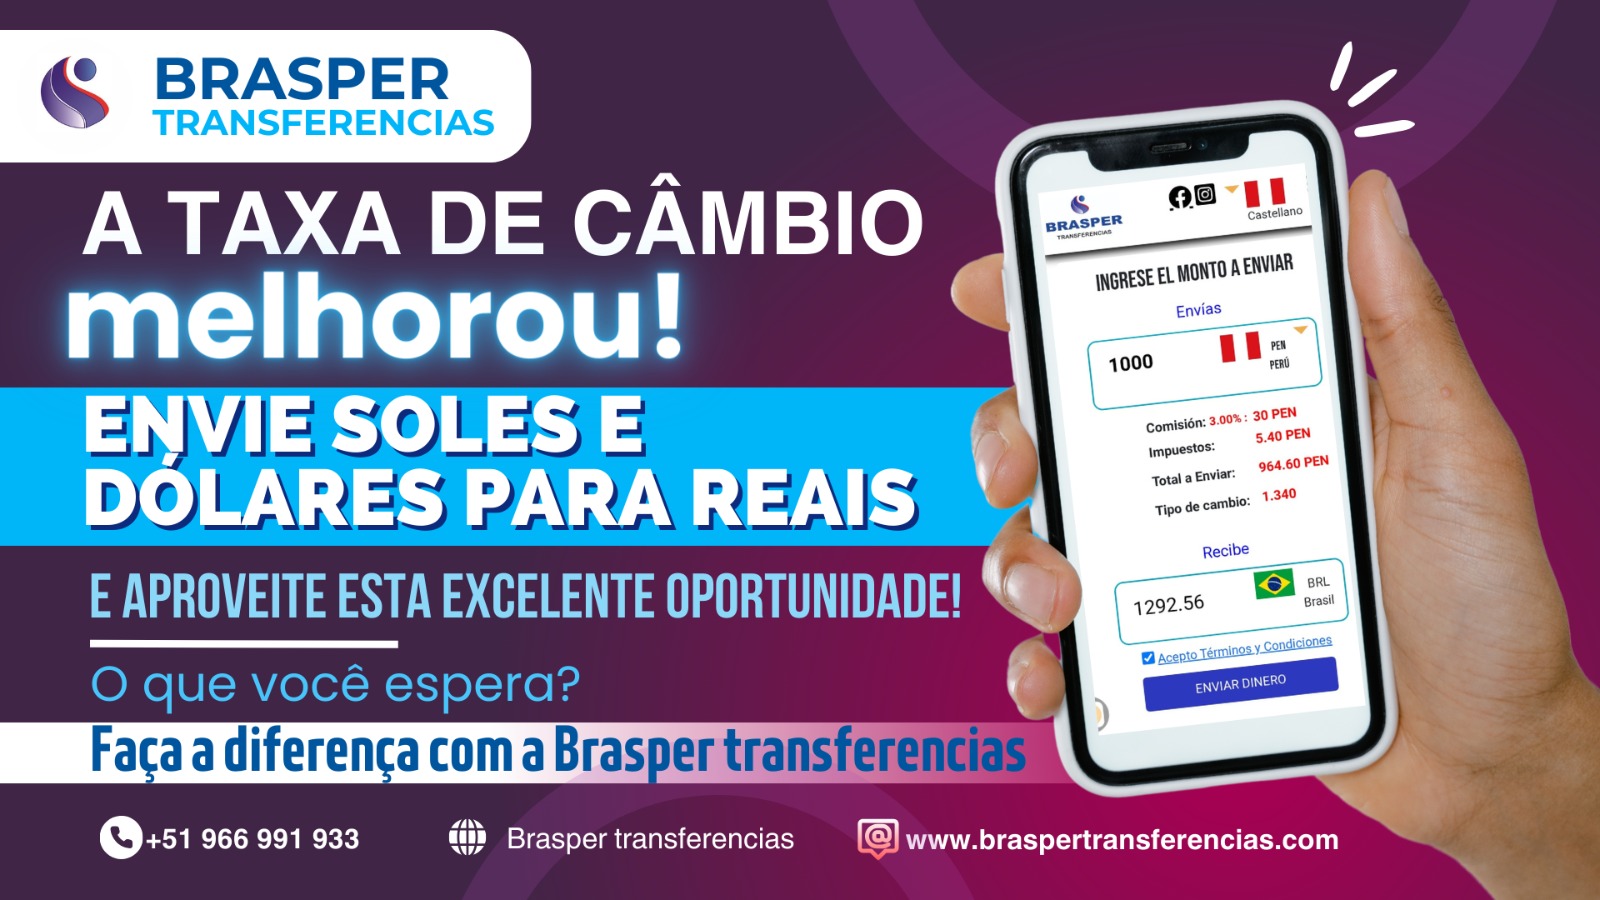 BRASPER
TRANSFERENCIAS
A TAXA DE CÂMBIO
melhorou!
ENVIE SOLES E
DÓLARES PARA REAIS
E APROVEITE ESTA EXCELENTE OPORTUNIDADE!
O que você espera?
Faça a diferença com a Brasper transferencias
+51 966 991 933
Brasper transferencias
www.braspertransferencias.com
BRASPER
TRANSFERENCIAS
Castellano
INGRESE EL MONTO A ENVIAR
Envías
1000
PEN
PERÚ
Comisión: 3.00% : 30 PEN
Impuestos: 5.40 PEN
Total a Enviar: 964.60 PEN
Tipo de cambio: 1.340
Recibe
1292.56
BRL
Brasil
Acepto Términos y Condiciones
ENVIAR DINERO